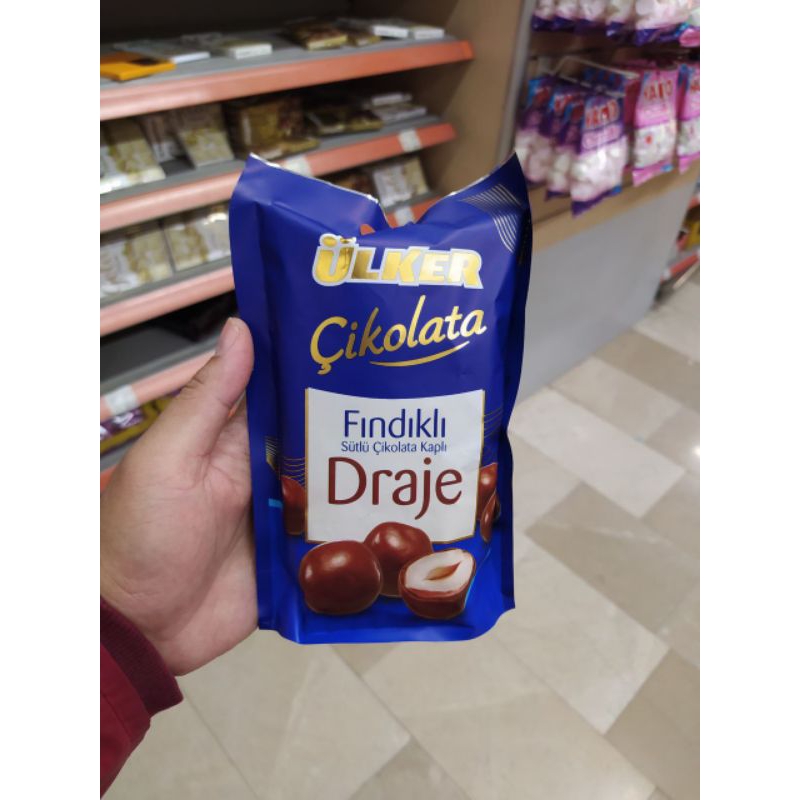 ÜLKER
Çikolata
Fındıklı
Sütlü Çikolata Kaplı
Draje